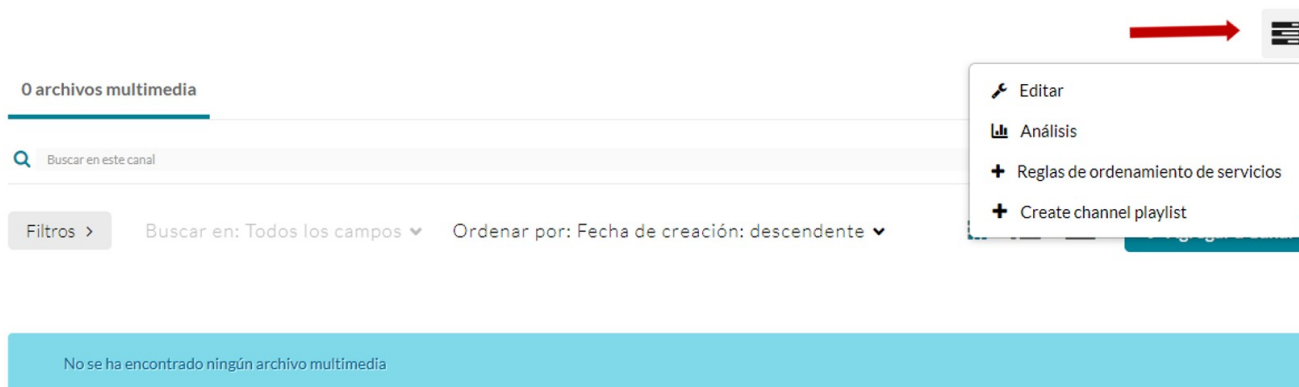 0 archivos multimedia
Editar
Análisis
Buscar en este canal
Reglas de ordenamiento de servicios
Create channel playlist
Filtros >
Buscar en: Todos los campos
Ordenar por: Fecha de creación: descendente
No se ha encontrado ningún archivo multimedia